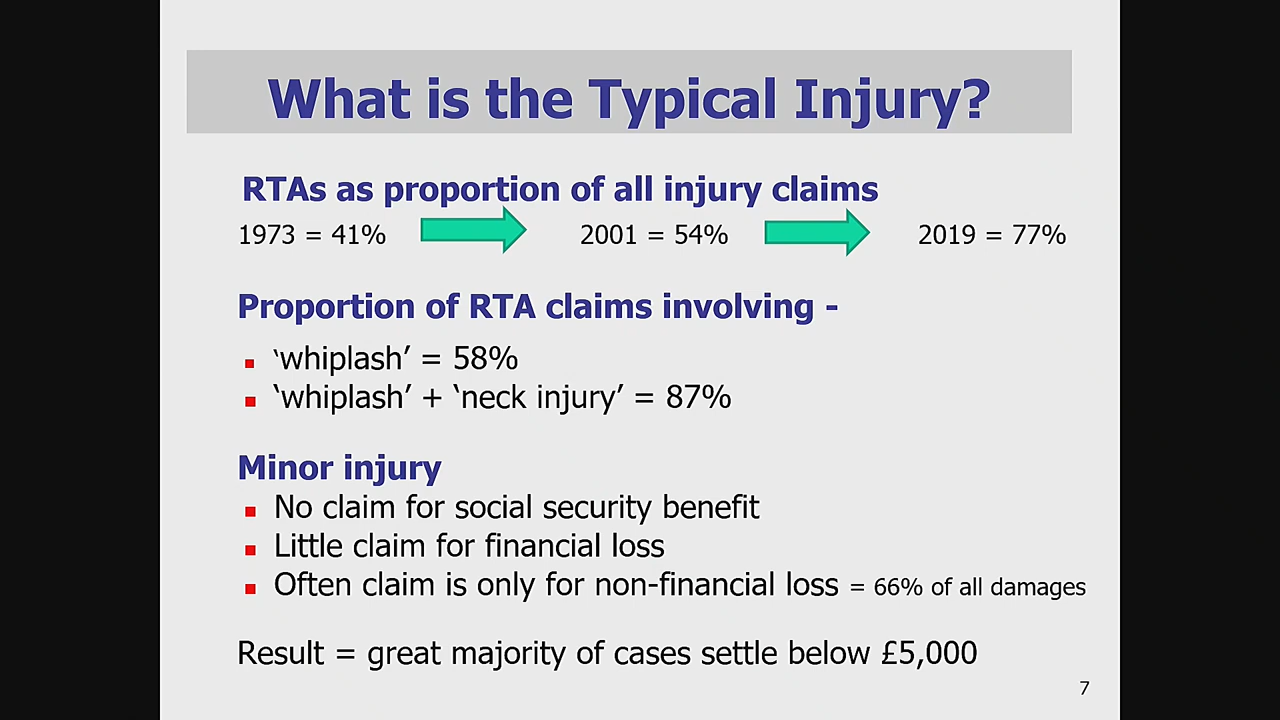 What is the Typical Injury?
RTAs as proportion of all injury claims
1973 = 41% 2001 = 54% 2019 = 77%
Proportion of RTA claims involving -
‘whiplash’ = 58%
‘whiplash’ + ‘neck injury’ = 87%
Minor injury
No claim for social security benefit
Little claim for financial loss
Often claim is only for non-financial loss = 66% of all damages
Result = great majority of cases settle below £5,000
7